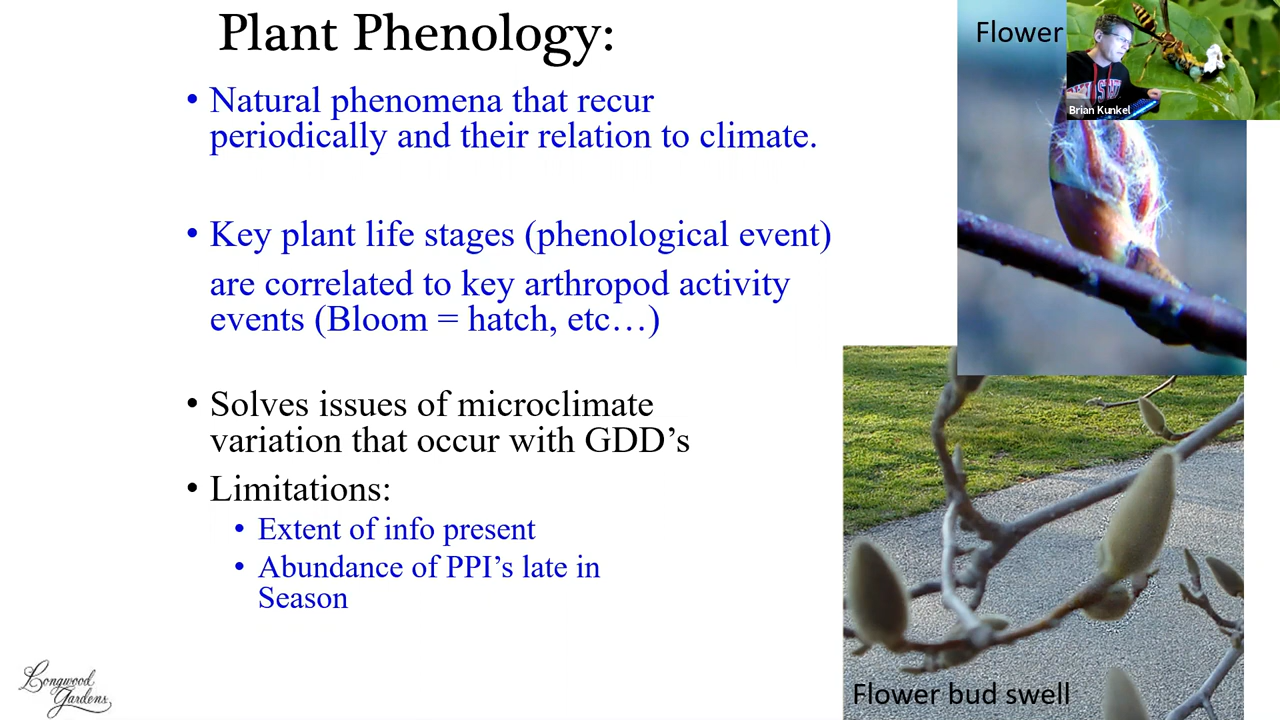 Plant Phenology:
• Natural phenomena that recur
periodically and their relation to climate.
• Key plant life stages (phenological event)
are correlated to key arthropod activity
events (Bloom = hatch, etc…)
• Solves issues of microclimate
variation that occur with GDD’s
• Limitations:
• Extent of info present
• Abundance of PPI’s late in
Season
Flower
Brian Kunkel
Flower bud swell
Longwood
Gardens